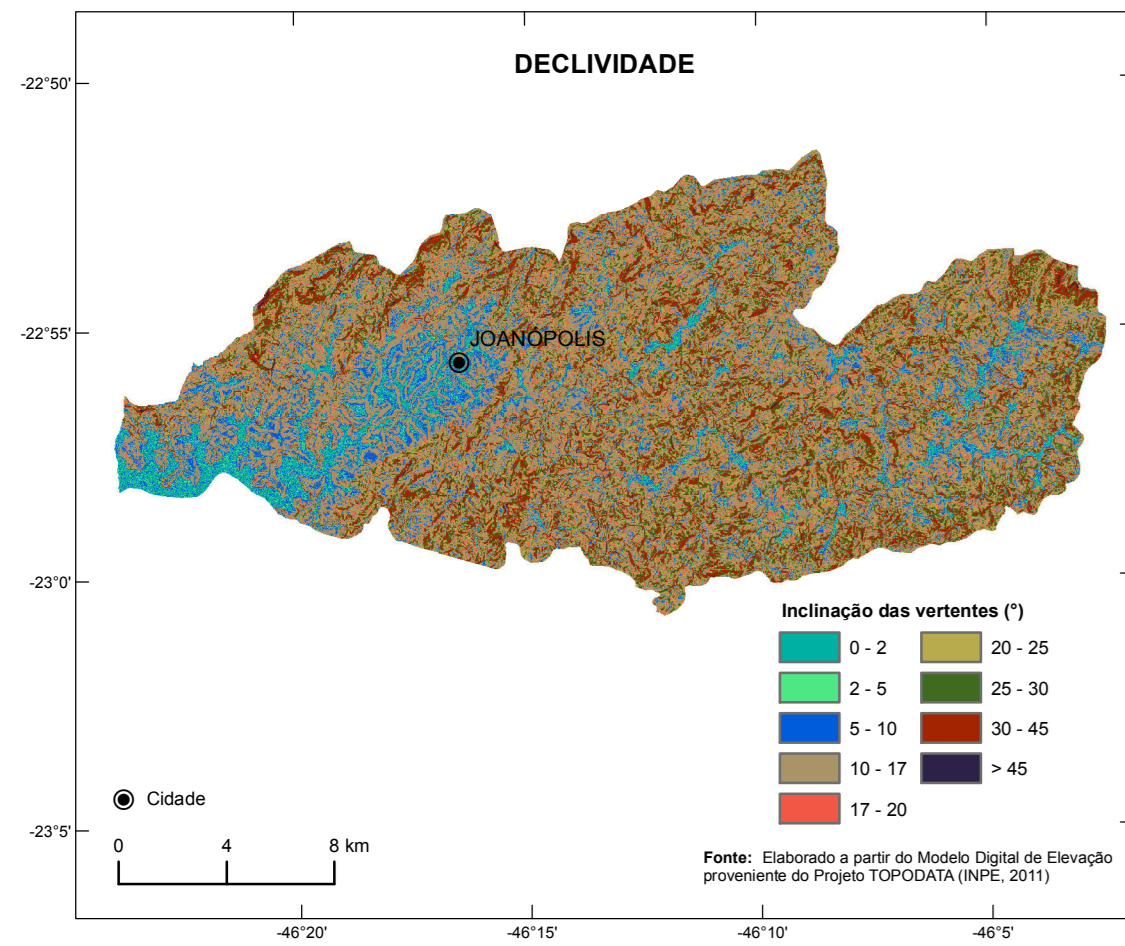 DECLIVIDADE
-22°50'
-22°55'
JOANÓPOLIS
-23°0'
Inclinação das vertentes (°)
0 - 2
20 - 25
2 - 5
25 - 30
5 - 10
30 - 45
10 - 17
> 45
17 - 20
Cidade
-23°5'
0 4 8 km
Fonte: Elaborado a partir do Modelo Digital de Elevação
proveniente do Projeto TOPODATA (INPE, 2011)
-46°20' -46°15' -46°10' -46°5'